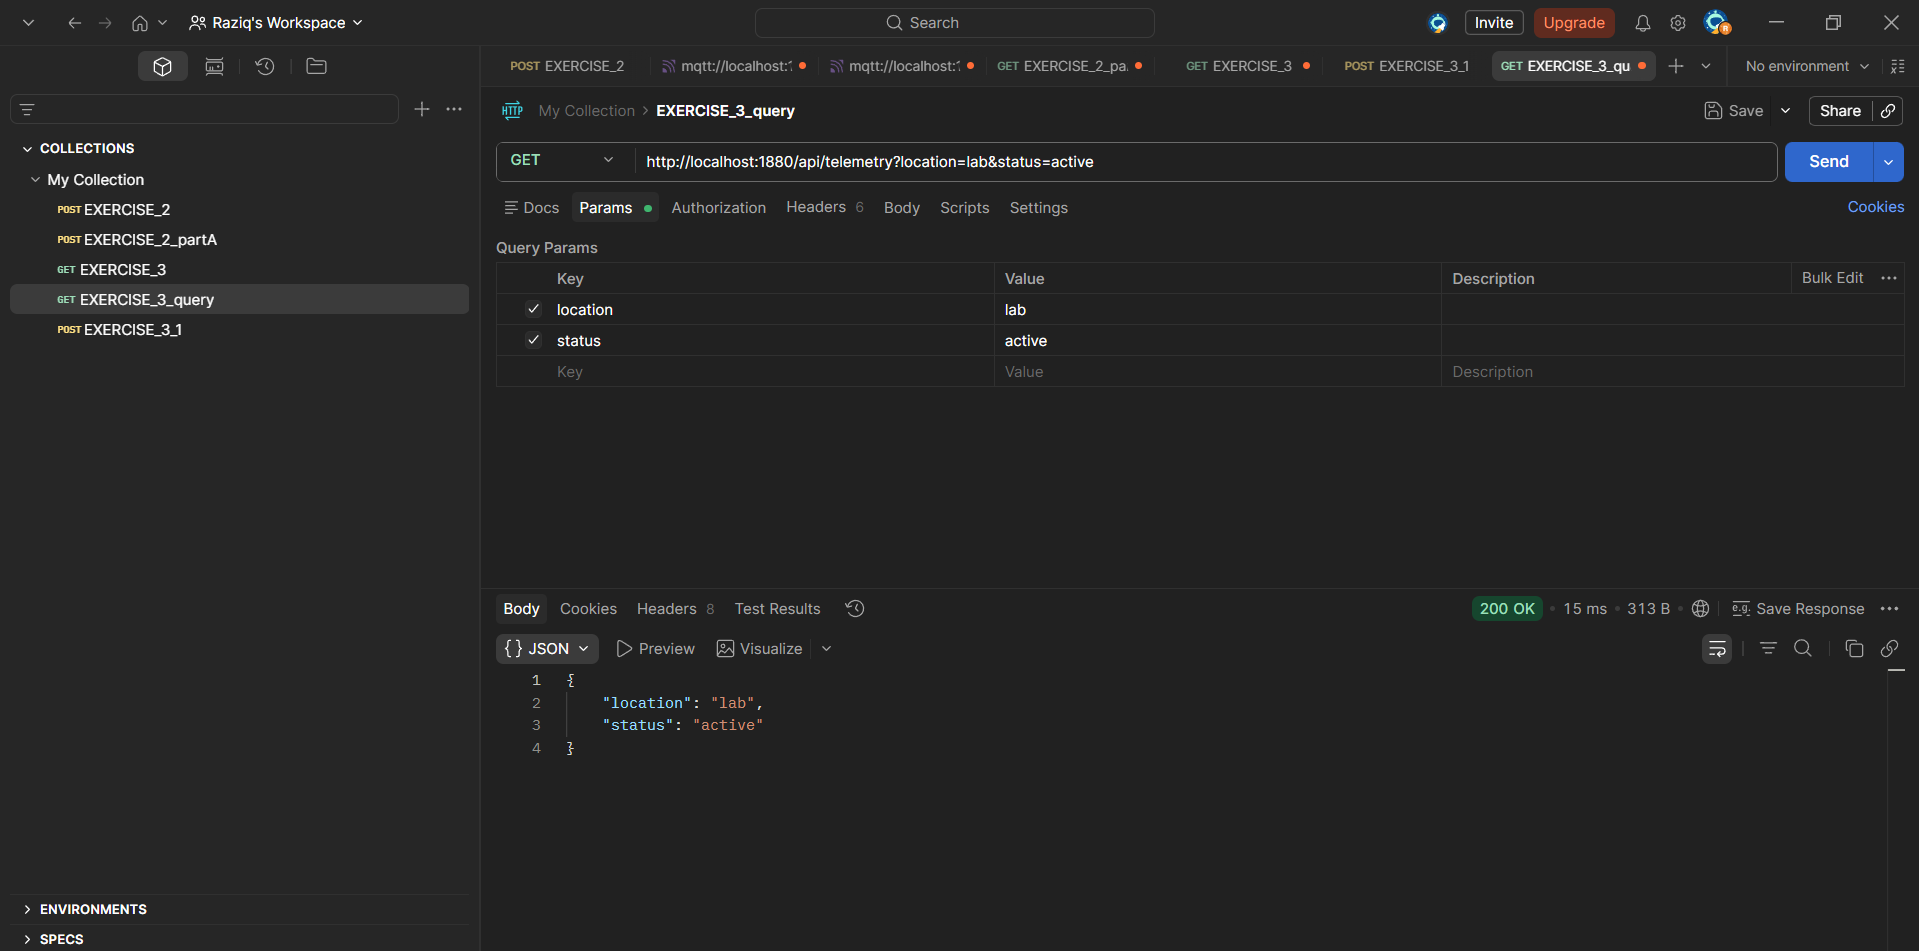 Raziq's Workspace
Search
Invite
Upgrade
POST EXERCISE_2
mqtt://localhost:1
mqtt://localhost:1
GET EXERCISE_2_pa
GET EXERCISE_3
POST EXERCISE_3_1
GET EXERCISE_3_qu
No environment
COLLECTIONS
My Collection
POST EXERCISE_2
POST EXERCISE_2_partA
GET EXERCISE_3
GET EXERCISE_3_query
POST EXERCISE_3_1
ENVIRONMENTS
SPECS
HTTP My Collection > EXERCISE_3_query
Save
Share
GET
http://localhost:1880/api/telemetry?location=lab&status=active
Send
Docs Params Authorization Headers 6 Body Scripts Settings
Cookies
Query Params
Key Value Description Bulk Edit
location lab
status active
Key Value Description
Body Cookies Headers 8 Test Results
200 OK • 15 ms • 313 B •
e.g. Save Response
{} JSON Preview Visualize
1 {
2 "location": "lab",
3 "status": "active"
4 }